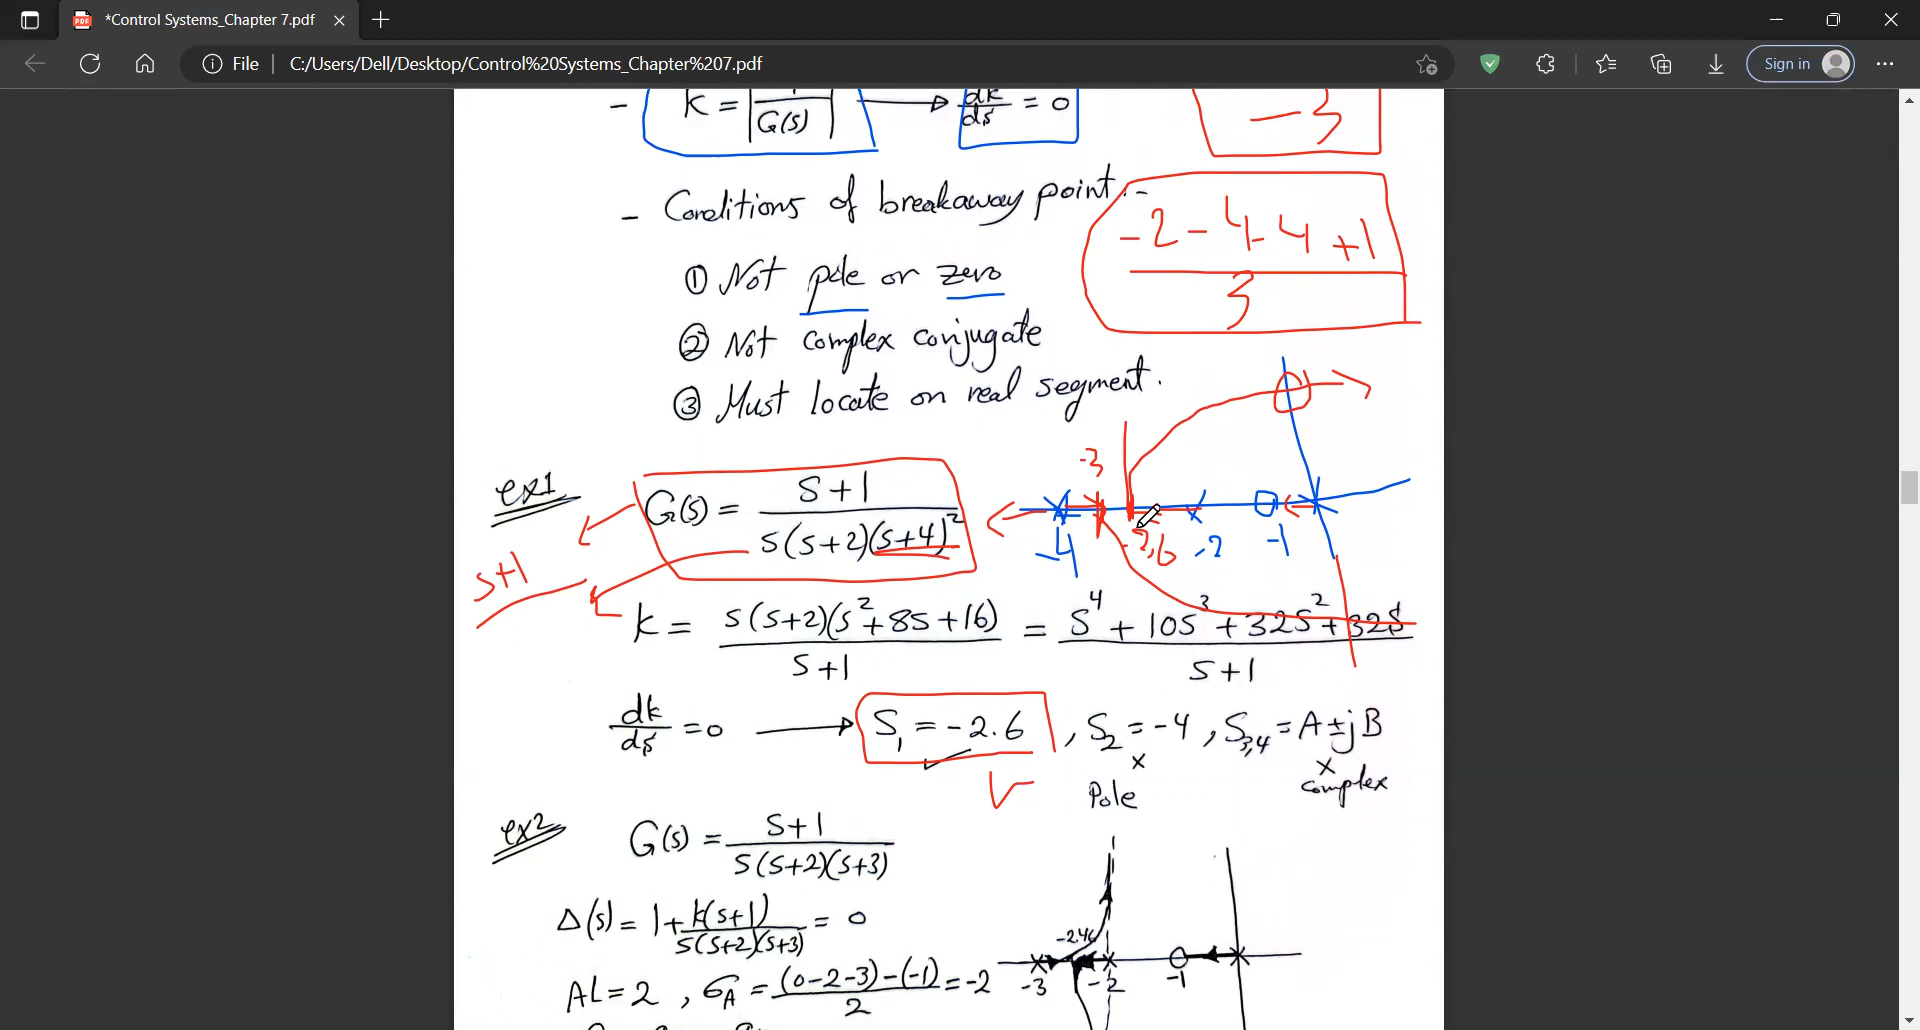 *Control Systems_Chapter 7.pdf
File
C:/Users/Dell/Desktop/Control%20Systems_Chapter%207.pdf
Sign in
- K = | 1 / G(s) | → dk/ds = 0
-3
- Conditions of breakaway point :-
-2-4-4+1 / 3
① Not pole or zero
② Not complex conjugate
③ Must locate on real segment.
ex1 G(s) = s+1 / s(s+2)(s+4)²
-3
-4 -2,6 -2 -1
s+1
k = s(s+2)(s²+8s+16) / s+1 = s⁴+10s³+32s²+32s / s+1
dk/ds = 0 → S₁ = -2.6 , S₂ = -4 , S₃,₄ = A±jB
x x
Pole complex
ex2 G(s) = s+1 / s(s+2)(s+3)
Δ(s) = 1 + k(s+1) / s(s+2)(s+3) = 0
-2.46
-3 -2 -1
AL = 2 , σA = (0-2-3)-(-1) / 2 = -2